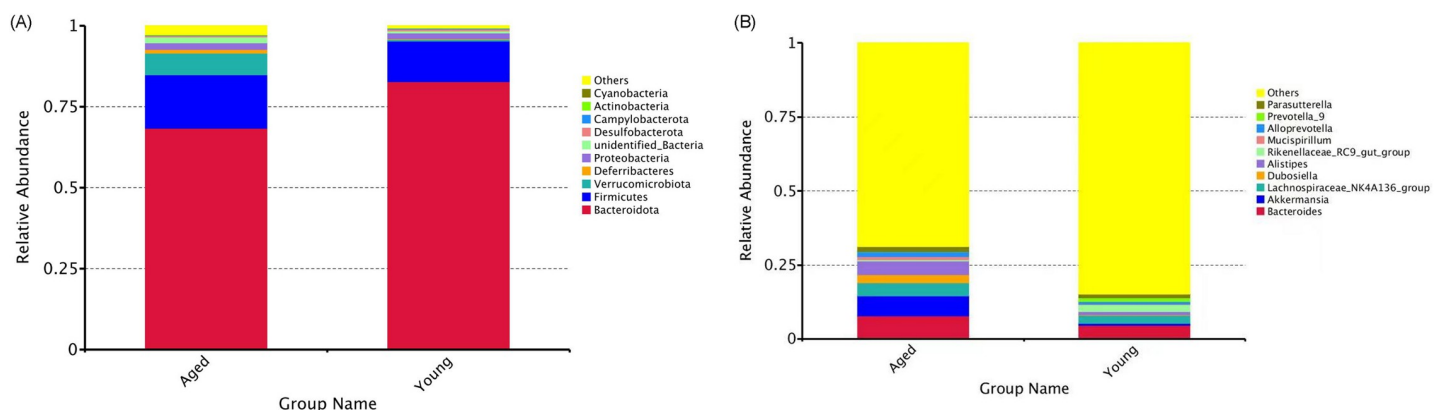 (A)
1
0.75
0.5
0.25
0
Relative Abundance
Aged
Young
Group Name
Others
Cyanobacteria
Actinobacteria
Campylobacterota
Desulfobacterota
unidentified_Bacteria
Proteobacteria
Deferribacteres
Verrucomicrobiota
Firmicutes
Bacteroidota
(B)
1
0.75
0.5
0.25
0
Relative Abundance
Aged
Young
Group Name
Others
Parasutterella
Prevotella_9
Alloprevotella
Mucispirillum
Rikenellaceae_RC9_gut_group
Alistipes
Dubosiella
Lachnospiraceae_NK4A136_group
Akkermansia
Bacteroides